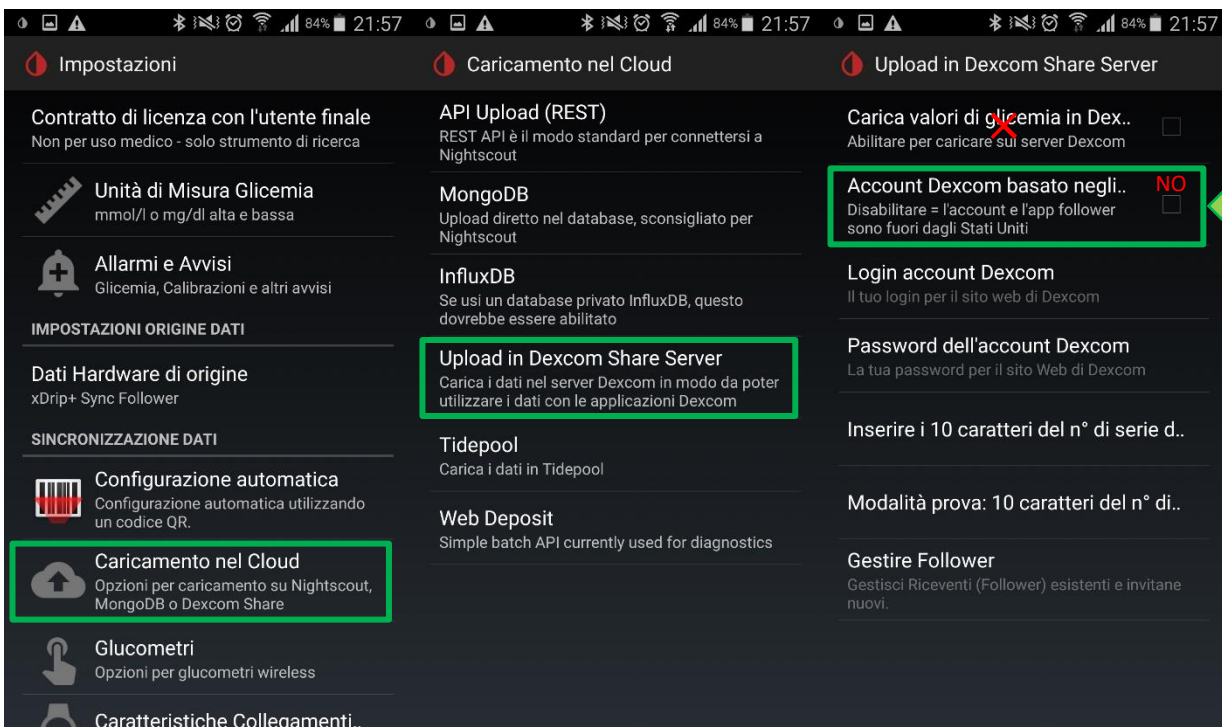 84% 21:57
Impostazioni
Contratto di licenza con l'utente finale
Non per uso medico - solo strumento di ricerca
Unità di Misura Glicemia
mmol/l o mg/dl alta e bassa
Allarmi e Avvisi
Glicemia, Calibrazioni e altri avvisi
IMPOSTAZIONI ORIGINE DATI
Dati Hardware di origine
xDrip+ Sync Follower
SINCRONIZZAZIONE DATI
Configurazione automatica
Configurazione automatica utilizzando
un codice QR.
Caricamento nel Cloud
Opzioni per caricamento su Nightscout,
MongoDB o Dexcom Share
Glucometri
Opzioni per glucometri wireless
Caratteristiche Collegamenti..
84% 21:57
Caricamento nel Cloud
API Upload (REST)
REST API è il modo standard per connettersi a
Nightscout
MongoDB
Upload diretto nel database, sconsigliato per
Nightscout
InfluxDB
Se usi un database privato InfluxDB, questo
dovrebbe essere abilitato
Upload in Dexcom Share Server
Carica i dati nel server Dexcom in modo da poter
utilizzare i dati con le applicazioni Dexcom
Tidepool
Carica i dati in Tidepool
Web Deposit
Simple batch API currently used for diagnostics
84% 21:57
Upload in Dexcom Share Server
Carica valori di glicemia in Dex..
Abilitare per caricare sui server Dexcom
Account Dexcom basato negli.. NO
Disabilitare = l'account e l'app follower
sono fuori dagli Stati Uniti
Login account Dexcom
Il tuo login per il sito web di Dexcom
Password dell'account Dexcom
La tua password per il sito Web di Dexcom
Inserire i 10 caratteri del n° di serie d..
Modalità prova: 10 caratteri del n° di..
Gestire Follower
Gestisci Riceventi (Follower) esistenti e invitane
nuovi.